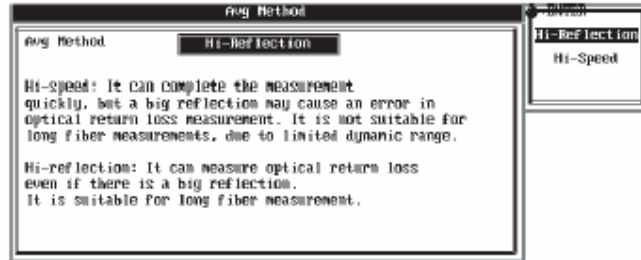 Avg Method
Avg Method Hi-Reflection
Hi-speed: It can complete the measurement
quickly, but a big reflection may cause an error in
optical return loss measurement. It is not suitable for
long fiber measurements, due to limited dynamic range.
Hi-reflection: It can measure optical return loss
even if there is a big reflection.
It is suitable for long fiber measurement.
Hi-Reflection
Hi-Speed